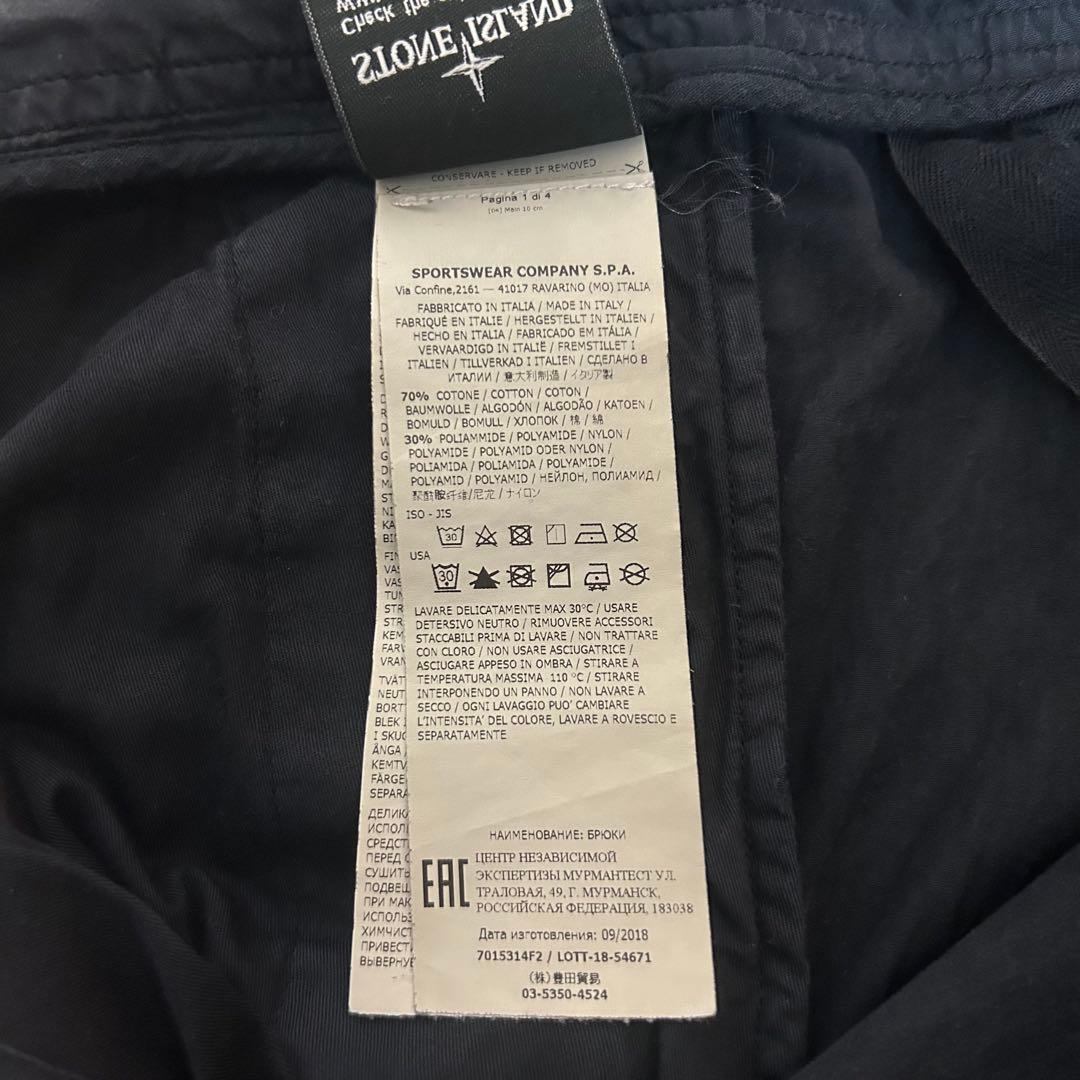 Check the
STONE ISLAND
CONSERVARE - KEEP IF REMOVED
Pagina 1 di 4
[04] Main 10 cm
SPORTSWEAR COMPANY S.P.A.
Via Confine,2161 — 41017 RAVARINO (MO) ITALIA
FABBRICATO IN ITALIA / MADE IN ITALY /
FABRIQUÉ EN ITALIE / HERGESTELLT IN ITALIEN /
HECHO EN ITALIA / FABRICADO EM ITÁLIA /
VERVAARDIGD IN ITALIË / FREMSTILLET I
ITALIEN / TILLVERKAD I ITALIEN / СДЕЛАНО В
ИТАЛИИ / 意大利制造 / イタリア製
70% COTONE / COTTON / COTON /
BAUMWOLLE / ALGODÓN / ALGODÃO / KATOEN /
BOMULD / BOMULL / ХЛОПОК / 棉 / 綿
30% POLIAMMIDE / POLYAMIDE / NYLON /
POLYAMIDE / POLYAMID ODER NYLON /
POLIAMIDA / POLIAMIDA / POLYAMIDE /
POLYAMID / POLYAMID / НЕЙЛОН, ПОЛИАМИД /
聚酰胺纤维/尼龙 / ナイロン
ISO - JIS
30
USA
30
LAVARE DELICATAMENTE MAX 30°C / USARE
DETERSIVO NEUTRO / RIMUOVERE ACCESSORI
STACCABILI PRIMA DI LAVARE / NON TRATTARE
CON CLORO / NON USARE ASCIUGATRICE /
ASCIUGARE APPESO IN OMBRA / STIRARE A
TEMPERATURA MASSIMA 110 °C / STIRARE
INTERPONENDO UN PANNO / NON LAVARE A
SECCO / OGNI LAVAGGIO PUO' CAMBIARE
L'INTENSITA' DEL COLORE, LAVARE A ROVESCIO E
SEPARATAMENTE
НАИМЕНОВАНИЕ: БРЮКИ
EAC
ЦЕНТР НЕЗАВИСИМОЙ
ЭКСПЕРТИЗЫ МУРМАНТЕСТ УЛ.
ТРАЛОВАЯ, 49, Г. МУРМАНСК,
РОССИЙСКАЯ ФЕДЕРАЦИЯ, 183038
Дата изготовления: 09/2018
7015314F2 / LOTT-18-54671
(株)豊田貿易
03-5350-4524